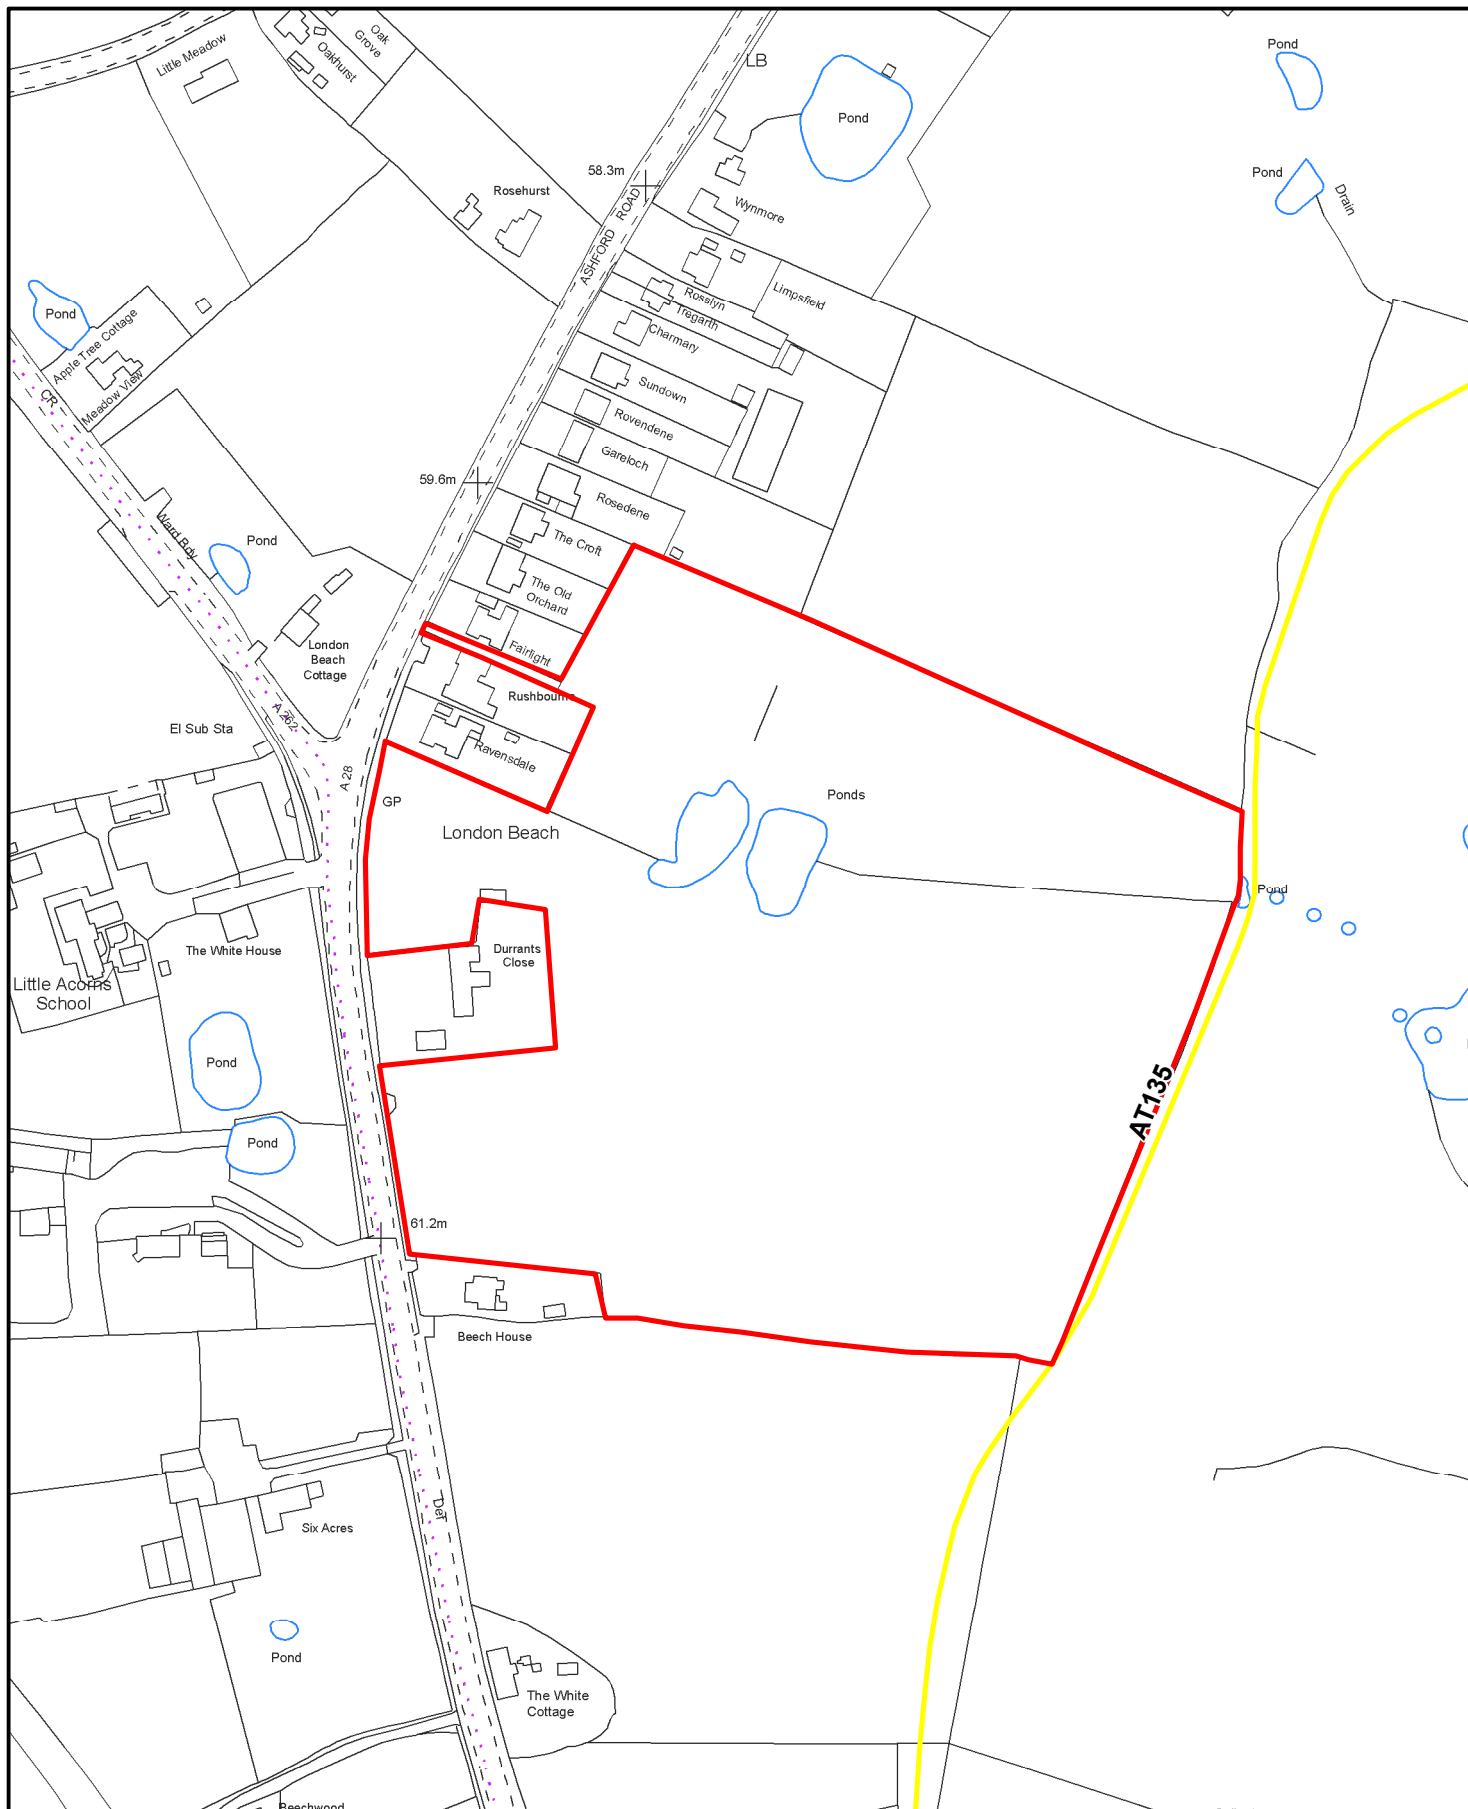 Oak
Grove
Oakhurst
Little Meadow
LB
Pond
Pond
58.3m
Rosehurst
ROAD
ASHFORD
Wynmore
Pond
Drain
Limpsfield
Rosslyn
Tregarth
Charmary
Pond
Apple Tree Cottage
Meadow View
CR
Sundown
Rovendene
Gareloch
59.6m
Rosedene
The Croft
Ward Bdy
Pond
The Old
Orchard
Fairlight
London
Beach
Cottage
Rushbourne
A 262
El Sub Sta
Ravensdale
A 28
GP
London Beach
Ponds
Pond
The White House
Durrants
Close
Little Acorns
School
Pond
AT135
Pond
61.2m
Beech House
Def
Six Acres
Pond
The White
Cottage
Beechwood